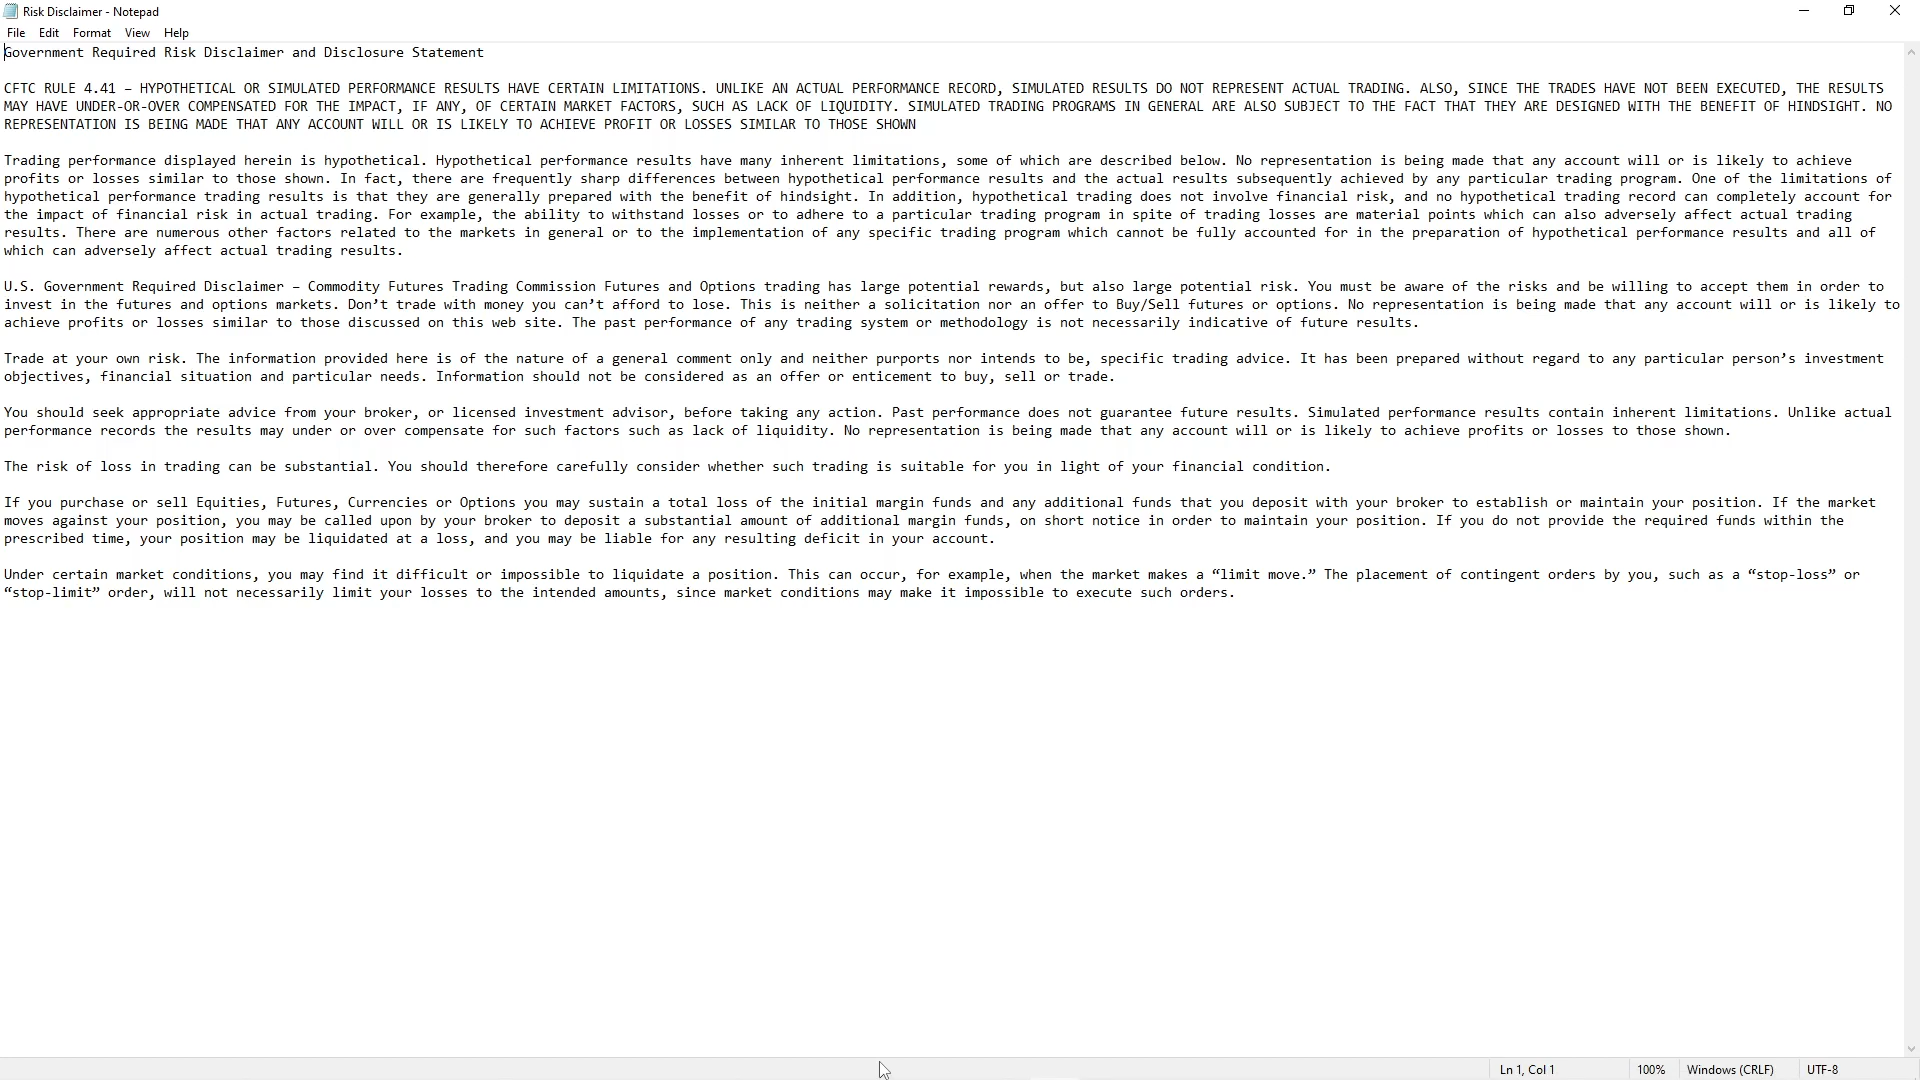 Risk Disclaimer - Notepad
File Edit Format View Help
Government Required Risk Disclaimer and Disclosure Statement
CFTC RULE 4.41 – HYPOTHETICAL OR SIMULATED PERFORMANCE RESULTS HAVE CERTAIN LIMITATIONS. UNLIKE AN ACTUAL PERFORMANCE RECORD, SIMULATED RESULTS DO NOT REPRESENT ACTUAL TRADING. ALSO, SINCE THE TRADES HAVE NOT BEEN EXECUTED, THE RESULTS
MAY HAVE UNDER-OR-OVER COMPENSATED FOR THE IMPACT, IF ANY, OF CERTAIN MARKET FACTORS, SUCH AS LACK OF LIQUIDITY. SIMULATED TRADING PROGRAMS IN GENERAL ARE ALSO SUBJECT TO THE FACT THAT THEY ARE DESIGNED WITH THE BENEFIT OF HINDSIGHT. NO
REPRESENTATION IS BEING MADE THAT ANY ACCOUNT WILL OR IS LIKELY TO ACHIEVE PROFIT OR LOSSES SIMILAR TO THOSE SHOWN
Trading performance displayed herein is hypothetical. Hypothetical performance results have many inherent limitations, some of which are described below. No representation is being made that any account will or is likely to achieve
profits or losses similar to those shown. In fact, there are frequently sharp differences between hypothetical performance results and the actual results subsequently achieved by any particular trading program. One of the limitations of
hypothetical performance trading results is that they are generally prepared with the benefit of hindsight. In addition, hypothetical trading does not involve financial risk, and no hypothetical trading record can completely account for
the impact of financial risk in actual trading. For example, the ability to withstand losses or to adhere to a particular trading program in spite of trading losses are material points which can also adversely affect actual trading
results. There are numerous other factors related to the markets in general or to the implementation of any specific trading program which cannot be fully accounted for in the preparation of hypothetical performance results and all of
which can adversely affect actual trading results.
U.S. Government Required Disclaimer – Commodity Futures Trading Commission Futures and Options trading has large potential rewards, but also large potential risk. You must be aware of the risks and be willing to accept them in order to
invest in the futures and options markets. Don’t trade with money you can’t afford to lose. This is neither a solicitation nor an offer to Buy/Sell futures or options. No representation is being made that any account will or is likely to
achieve profits or losses similar to those discussed on this web site. The past performance of any trading system or methodology is not necessarily indicative of future results.
Trade at your own risk. The information provided here is of the nature of a general comment only and neither purports nor intends to be, specific trading advice. It has been prepared without regard to any particular person’s investment
objectives, financial situation and particular needs. Information should not be considered as an offer or enticement to buy, sell or trade.
You should seek appropriate advice from your broker, or licensed investment advisor, before taking any action. Past performance does not guarantee future results. Simulated performance results contain inherent limitations. Unlike actual
performance records the results may under or over compensate for such factors such as lack of liquidity. No representation is being made that any account will or is likely to achieve profits or losses to those shown.
The risk of loss in trading can be substantial. You should therefore carefully consider whether such trading is suitable for you in light of your financial condition.
If you purchase or sell Equities, Futures, Currencies or Options you may sustain a total loss of the initial margin funds and any additional funds that you deposit with your broker to establish or maintain your position. If the market
moves against your position, you may be called upon by your broker to deposit a substantial amount of additional margin funds, on short notice in order to maintain your position. If you do not provide the required funds within the
prescribed time, your position may be liquidated at a loss, and you may be liable for any resulting deficit in your account.
Under certain market conditions, you may find it difficult or impossible to liquidate a position. This can occur, for example, when the market makes a “limit move.” The placement of contingent orders by you, such as a “stop-loss” or
“stop-limit” order, will not necessarily limit your losses to the intended amounts, since market conditions may make it impossible to execute such orders.
Ln 1, Col 1 100% Windows (CRLF) UTF-8